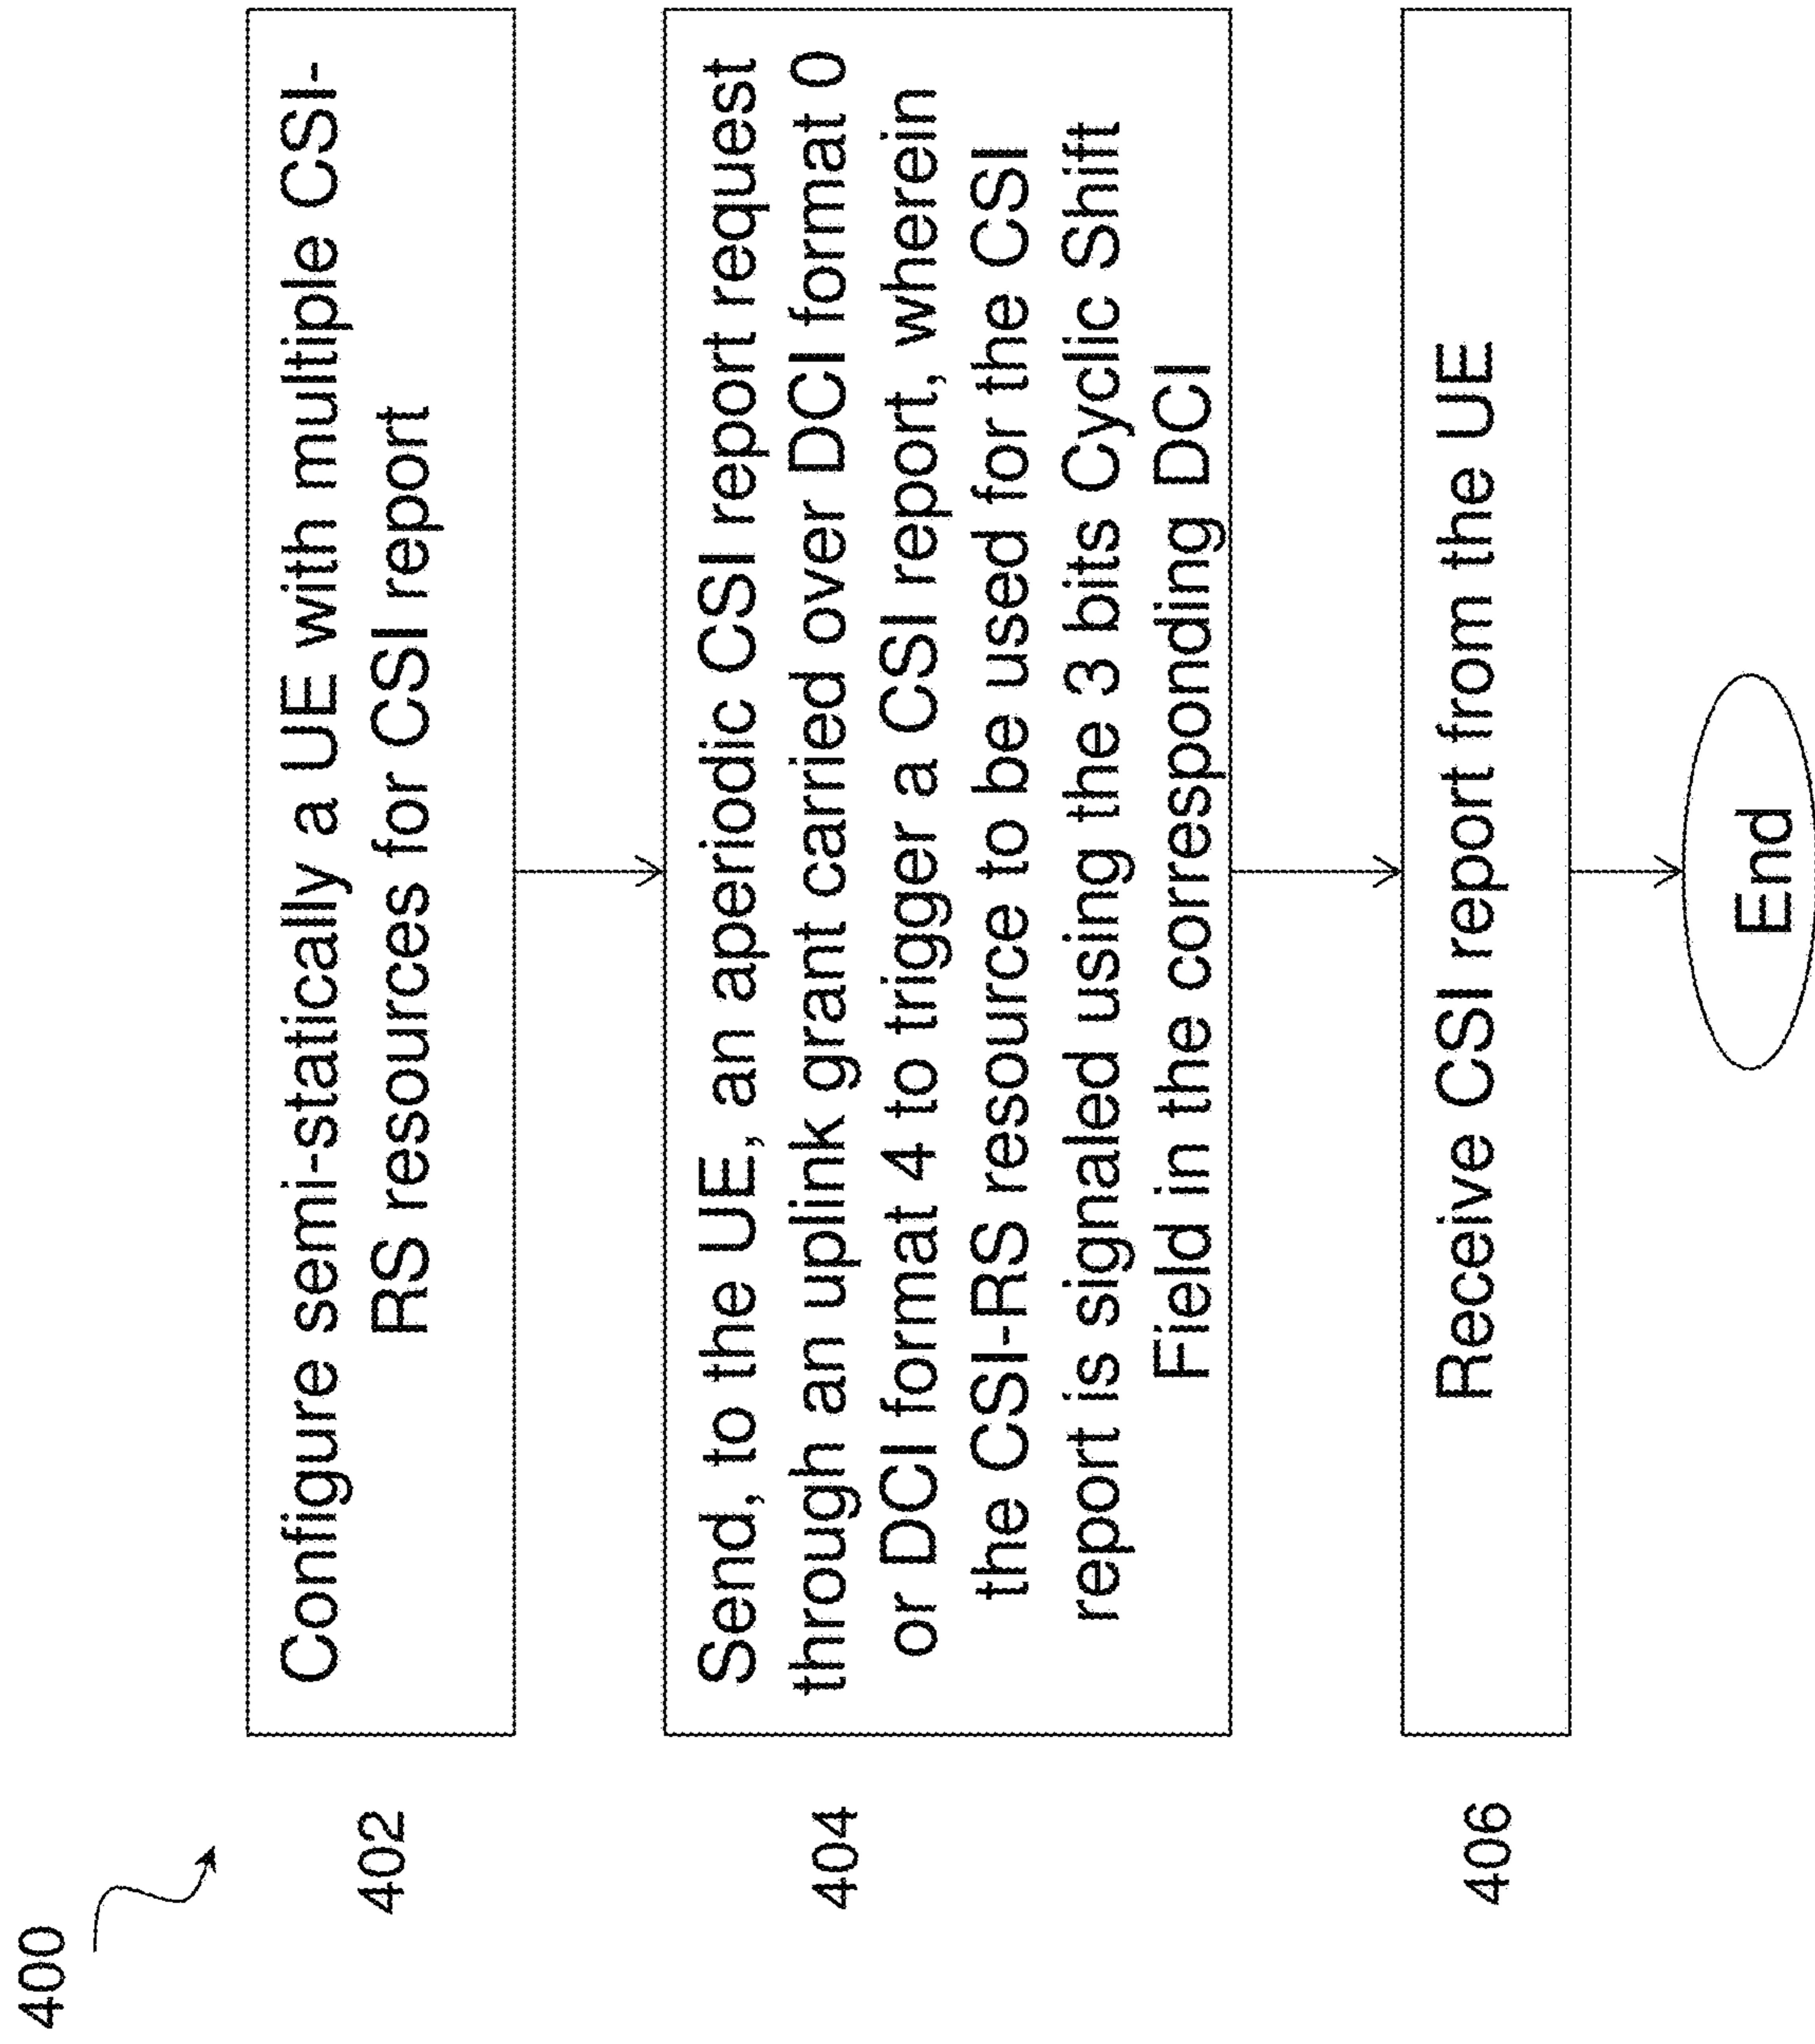 400
402
Configure semi-statically a UE with multiple CSI-
RS resources for CSI report
404
Send, to the UE, an aperiodic CSI report request
through an uplink grant carried over DCI format 0
or DCI format 4 to trigger a CSI report, wherein
the CSI-RS resource to be used for the CSI
report is signaled using the 3 bits Cyclic Shift
Field in the corresponding DCI
406
Receive CSI report from the UE
End